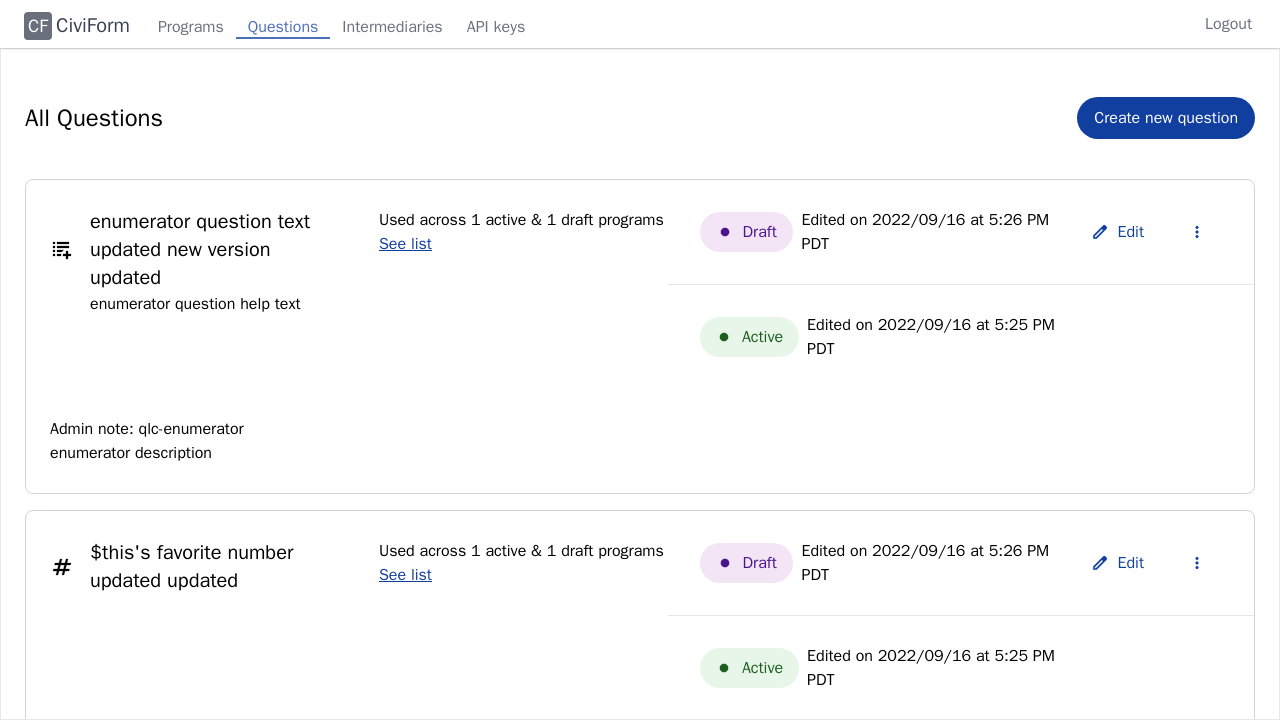 CF CiviForm Programs Questions Intermediaries API keys Logout
All Questions
Create new question
enumerator question text
updated new version
updated
enumerator question help text
Used across 1 active & 1 draft programs
See list
Draft
Edited on 2022/09/16 at 5:26 PM
PDT
Edit
Active
Edited on 2022/09/16 at 5:25 PM
PDT
Admin note: qlc-enumerator
enumerator description
$this's favorite number
updated updated
Used across 1 active & 1 draft programs
See list
Draft
Edited on 2022/09/16 at 5:26 PM
PDT
Edit
Active
Edited on 2022/09/16 at 5:25 PM
PDT